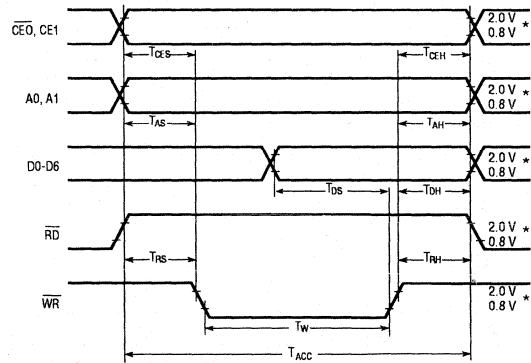 CE0, CE1
2.0 V *
0.8 V
TCES
TCEH
A0, A1
2.0 V *
0.8 V
TAS
TAH
D0-D6
2.0 V *
0.8 V
TDS
TDH
RD
2.0 V *
0.8 V
TRS
TRH
WR
2.0 V *
0.8 V
TW
TACC